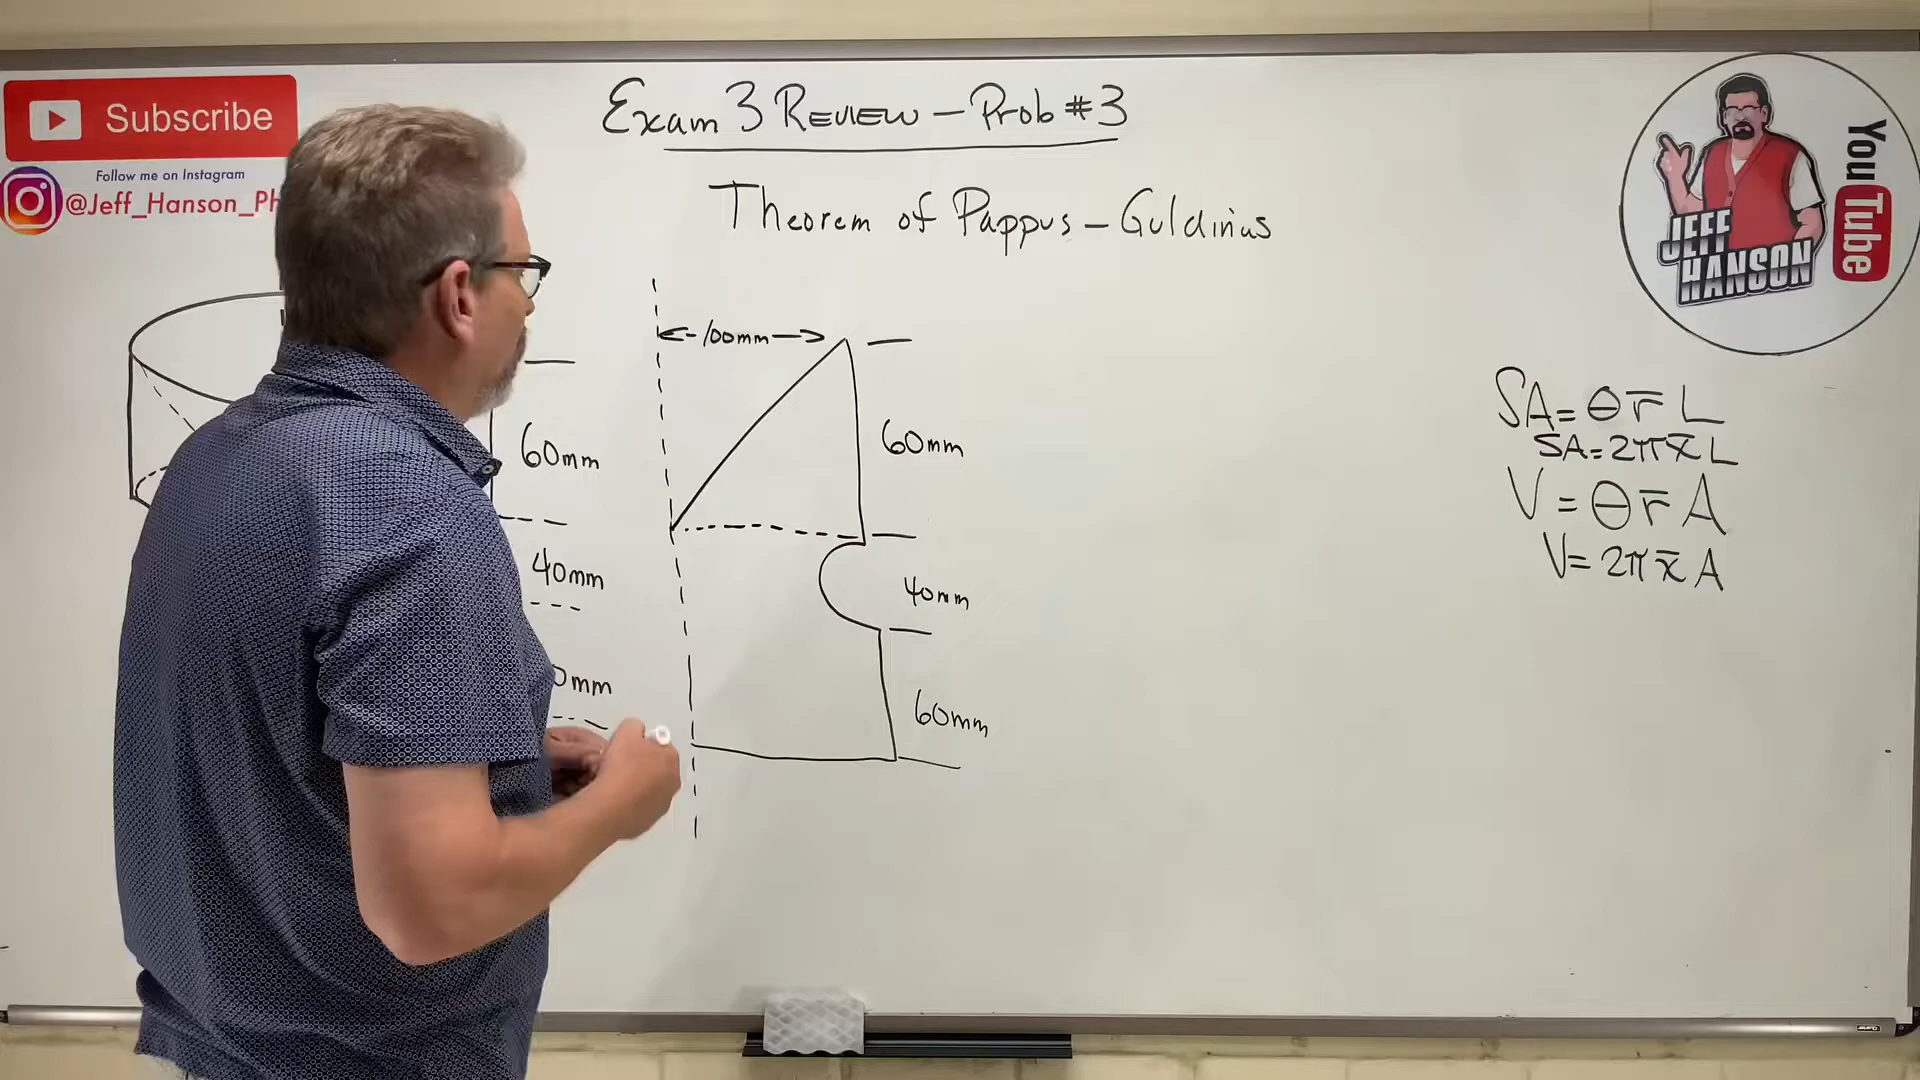 Subscribe
Follow me on Instagram
@Jeff_Hanson_Ph
Exam 3 REVIEW - Prob #3
Theorem of Pappus - Guldinus
YouTube
JEFF
HANSON
100mm
60mm
60mm
40mm
40mm
0mm
60mm
SA = θ r̄ L
SA = 2π x̄ L
V = θ r̄ A
V = 2π x̄ A